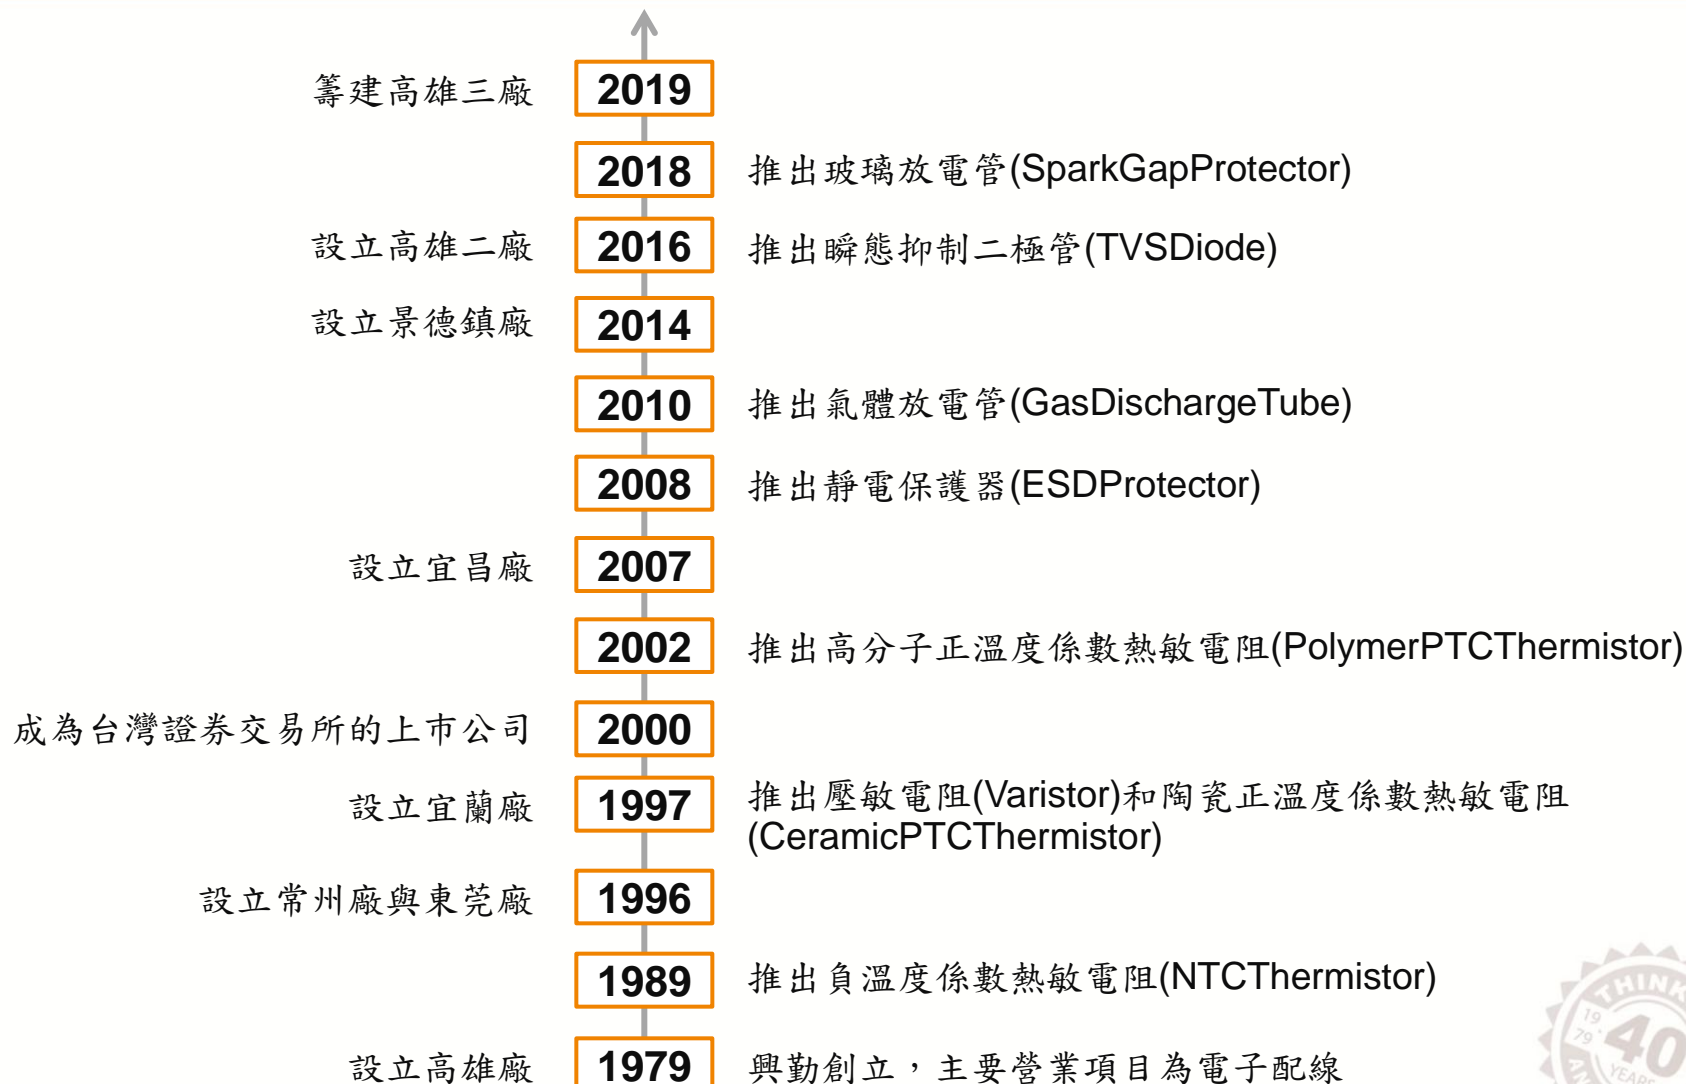 籌建高雄三廠 2019
2018 推出玻璃放電管(SparkGapProtector)
設立高雄二廠 2016 推出瞬態抑制二極管(TVSDiode)
設立景德鎮廠 2014
2010 推出氣體放電管(GasDischargeTube)
2008 推出靜電保護器(ESDProtector)
設立宜昌廠 2007
2002 推出高分子正溫度係數熱敏電阻(PolymerPTCThermistor)
成為台灣證券交易所的上市公司 2000
設立宜蘭廠 1997 推出壓敏電阻(Varistor)和陶瓷正溫度係數熱敏電阻
(CeramicPTCThermistor)
設立常州廠與東莞廠 1996
1989 推出負溫度係數熱敏電阻(NTCThermistor)
設立高雄廠 1979 興勤創立，主要營業項目為電子配線
THINK
19
79
40
YEARS